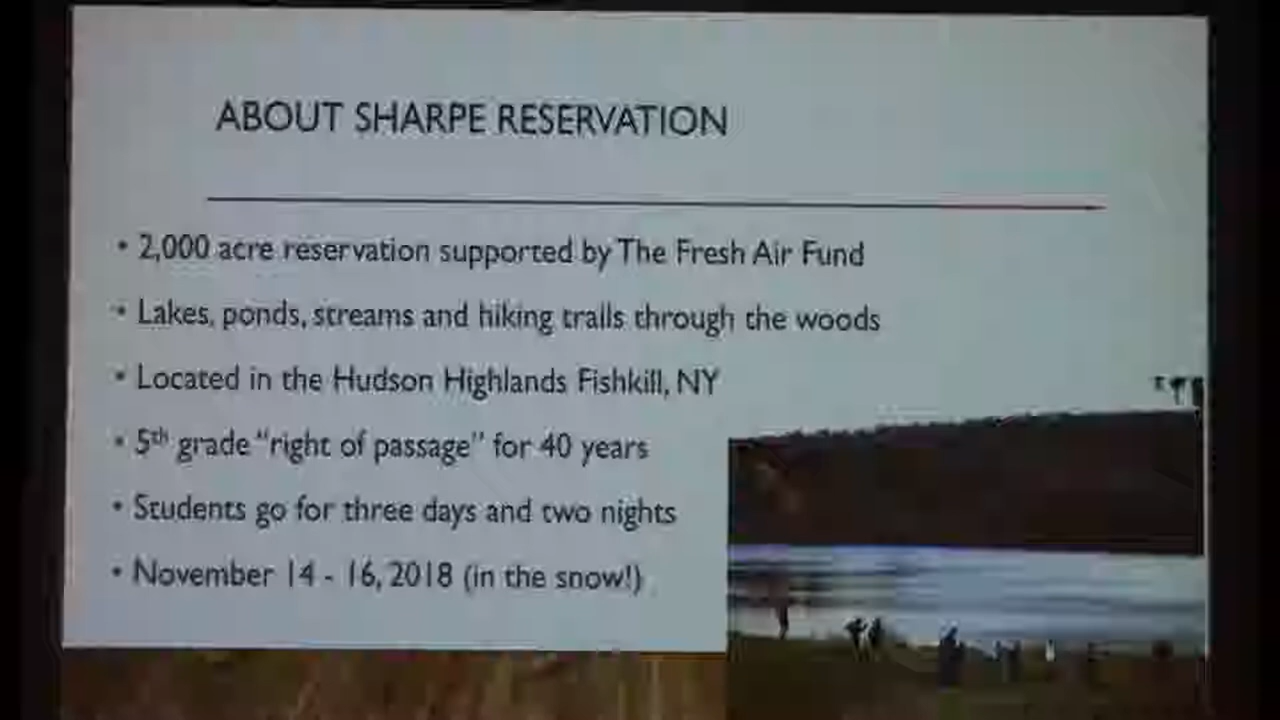 ABOUT SHARPE RESERVATION
• 2,000 acre reservation supported by The Fresh Air Fund
• Lakes, ponds, streams and hiking trails through the woods
• Located in the Hudson Highlands Fishkill, NY
• 5th grade "right of passage" for 40 years
• Students go for three days and two nights
• November 14 - 16, 2018 (in the snow!)